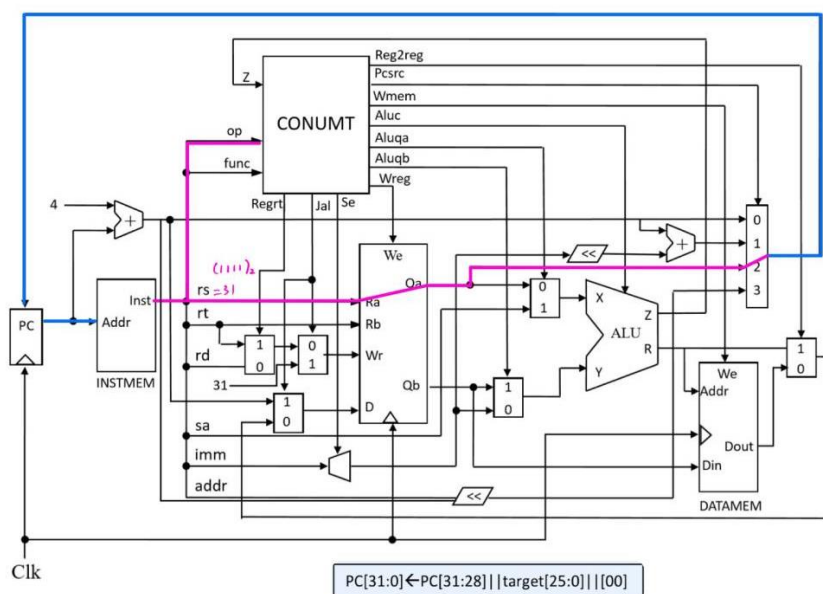 Reg2reg
Pcsrc
Z
Wmem
CONUMT
Aluc
op
Aluqa
func
Aluqb
Wreg
Regrt
Jal
Se
4
+
We
<<
+
0
1
2
3
(1111)₂
Inst
rs =31
Ra
Qa
0
1
X
PC
Addr
rt
Rb
ALU
Z
INSTMEM
1
0
0
1
Wr
R
1
0
rd
31
Qb
1
0
Y
We
Addr
1
0
D
sa
Dout
imm
Din
addr
<<
DATAMEM
Clk
PC[31:0]←PC[31:28]||target[25:0]||[00]